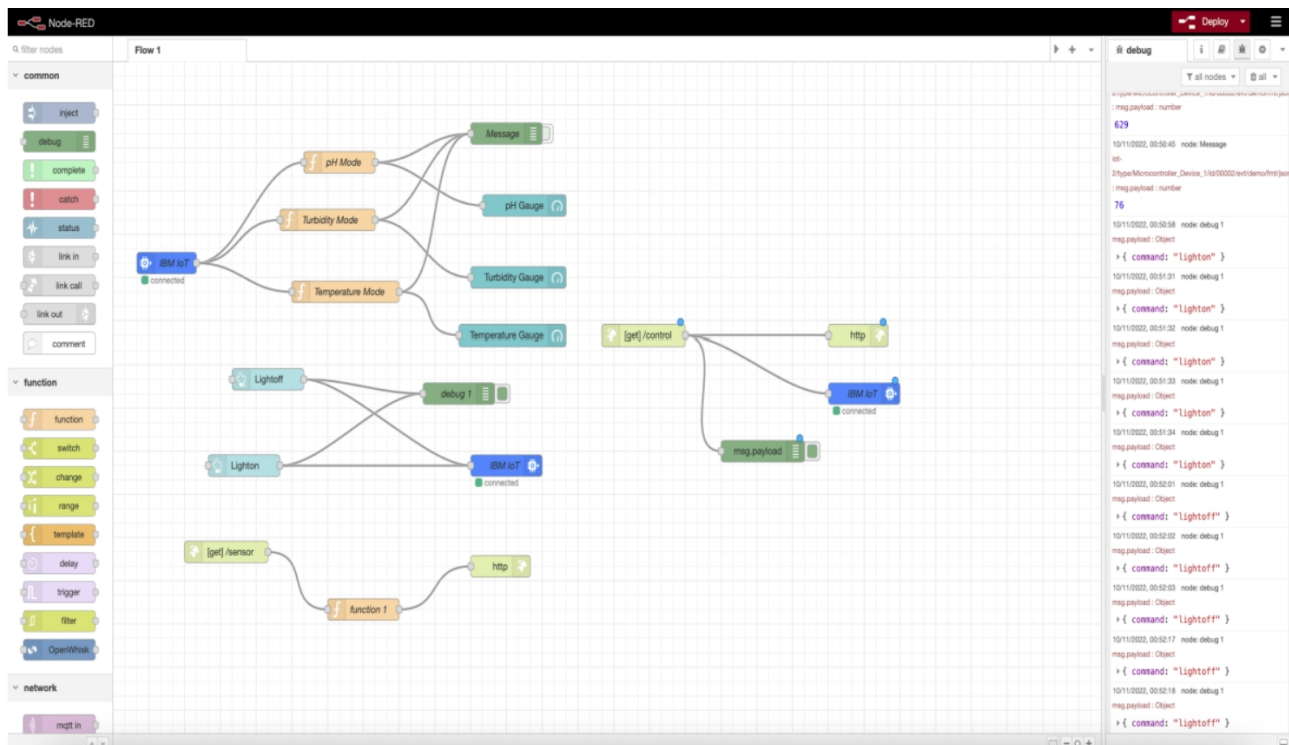 Node-RED
Deploy
filter nodes
common
inject
debug
complete
catch
status
link in
link call
link out
comment
function
function
switch
change
range
template
delay
trigger
filter
OpenWhisk
network
mqtt in
Flow 1
Message
pH Mode
pH Gauge
Turbidity Mode
IBM IoT
connected
Turbidity Gauge
Temperature Mode
Temperature Gauge
[get] /control
http
IBM IoT
connected
msg.payload
Lightoff
debug 1
Lighton
IBM IoT
connected
[get] /sensor
http
function 1
debug
all nodes
all
: msg.payload : number
629
10/11/2022, 00:50:45 node: Message
iot-
2/type/Microcontroller_Device_1/id/00002/evt/demo/fmt/json
: msg.payload : number
76
10/11/2022, 00:50:58 node: debug 1
msg.payload : Object
{ command: "lighton" }
10/11/2022, 00:51:31 node: debug 1
msg.payload : Object
{ command: "lighton" }
10/11/2022, 00:51:32 node: debug 1
msg.payload : Object
{ command: "lighton" }
10/11/2022, 00:51:33 node: debug 1
msg.payload : Object
{ command: "lighton" }
10/11/2022, 00:51:34 node: debug 1
msg.payload : Object
{ command: "lighton" }
10/11/2022, 00:52:01 node: debug 1
msg.payload : Object
{ command: "lightoff" }
10/11/2022, 00:52:02 node: debug 1
msg.payload : Object
{ command: "lightoff" }
10/11/2022, 00:52:03 node: debug 1
msg.payload : Object
{ command: "lightoff" }
10/11/2022, 00:52:17 node: debug 1
msg.payload : Object
{ command: "lightoff" }
10/11/2022, 00:52:18 node: debug 1
msg.payload : Object
{ command: "lightoff" }